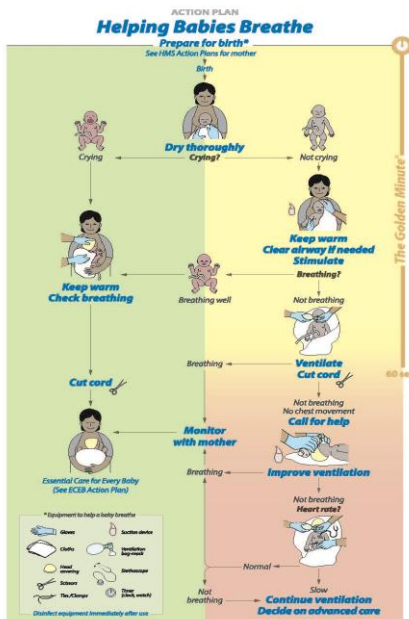 ACTION PLAN
Helping Babies Breathe
Prepare for birth*
See HMS Action Plans for mother
Birth
Dry thoroughly
Crying
Crying?
Not crying
The Golden Minute®
Keep warm
Clear airway if needed
Stimulate
Breathing?
Keep warm
Check breathing
Breathing well
Not breathing
Breathing
Ventilate
Cut cord
60 sec
Cut cord
Not breathing
No chest movement
Call for help
Monitor
with mother
Essential Care for Every Baby
(See ECEB Action Plan)
Breathing
Improve ventilation
Not breathing
Heart rate?
* Equipment to help a baby breathe
Gloves
Suction device
Cloths
Ventilation
bag-mask
Head
covering
Stethoscope
Scissors
Timer
(clock, watch)
Ties/Clamps
Disinfect equipment immediately after use
Normal
Slow
Not
breathing
Continue ventilation
Decide on advanced care